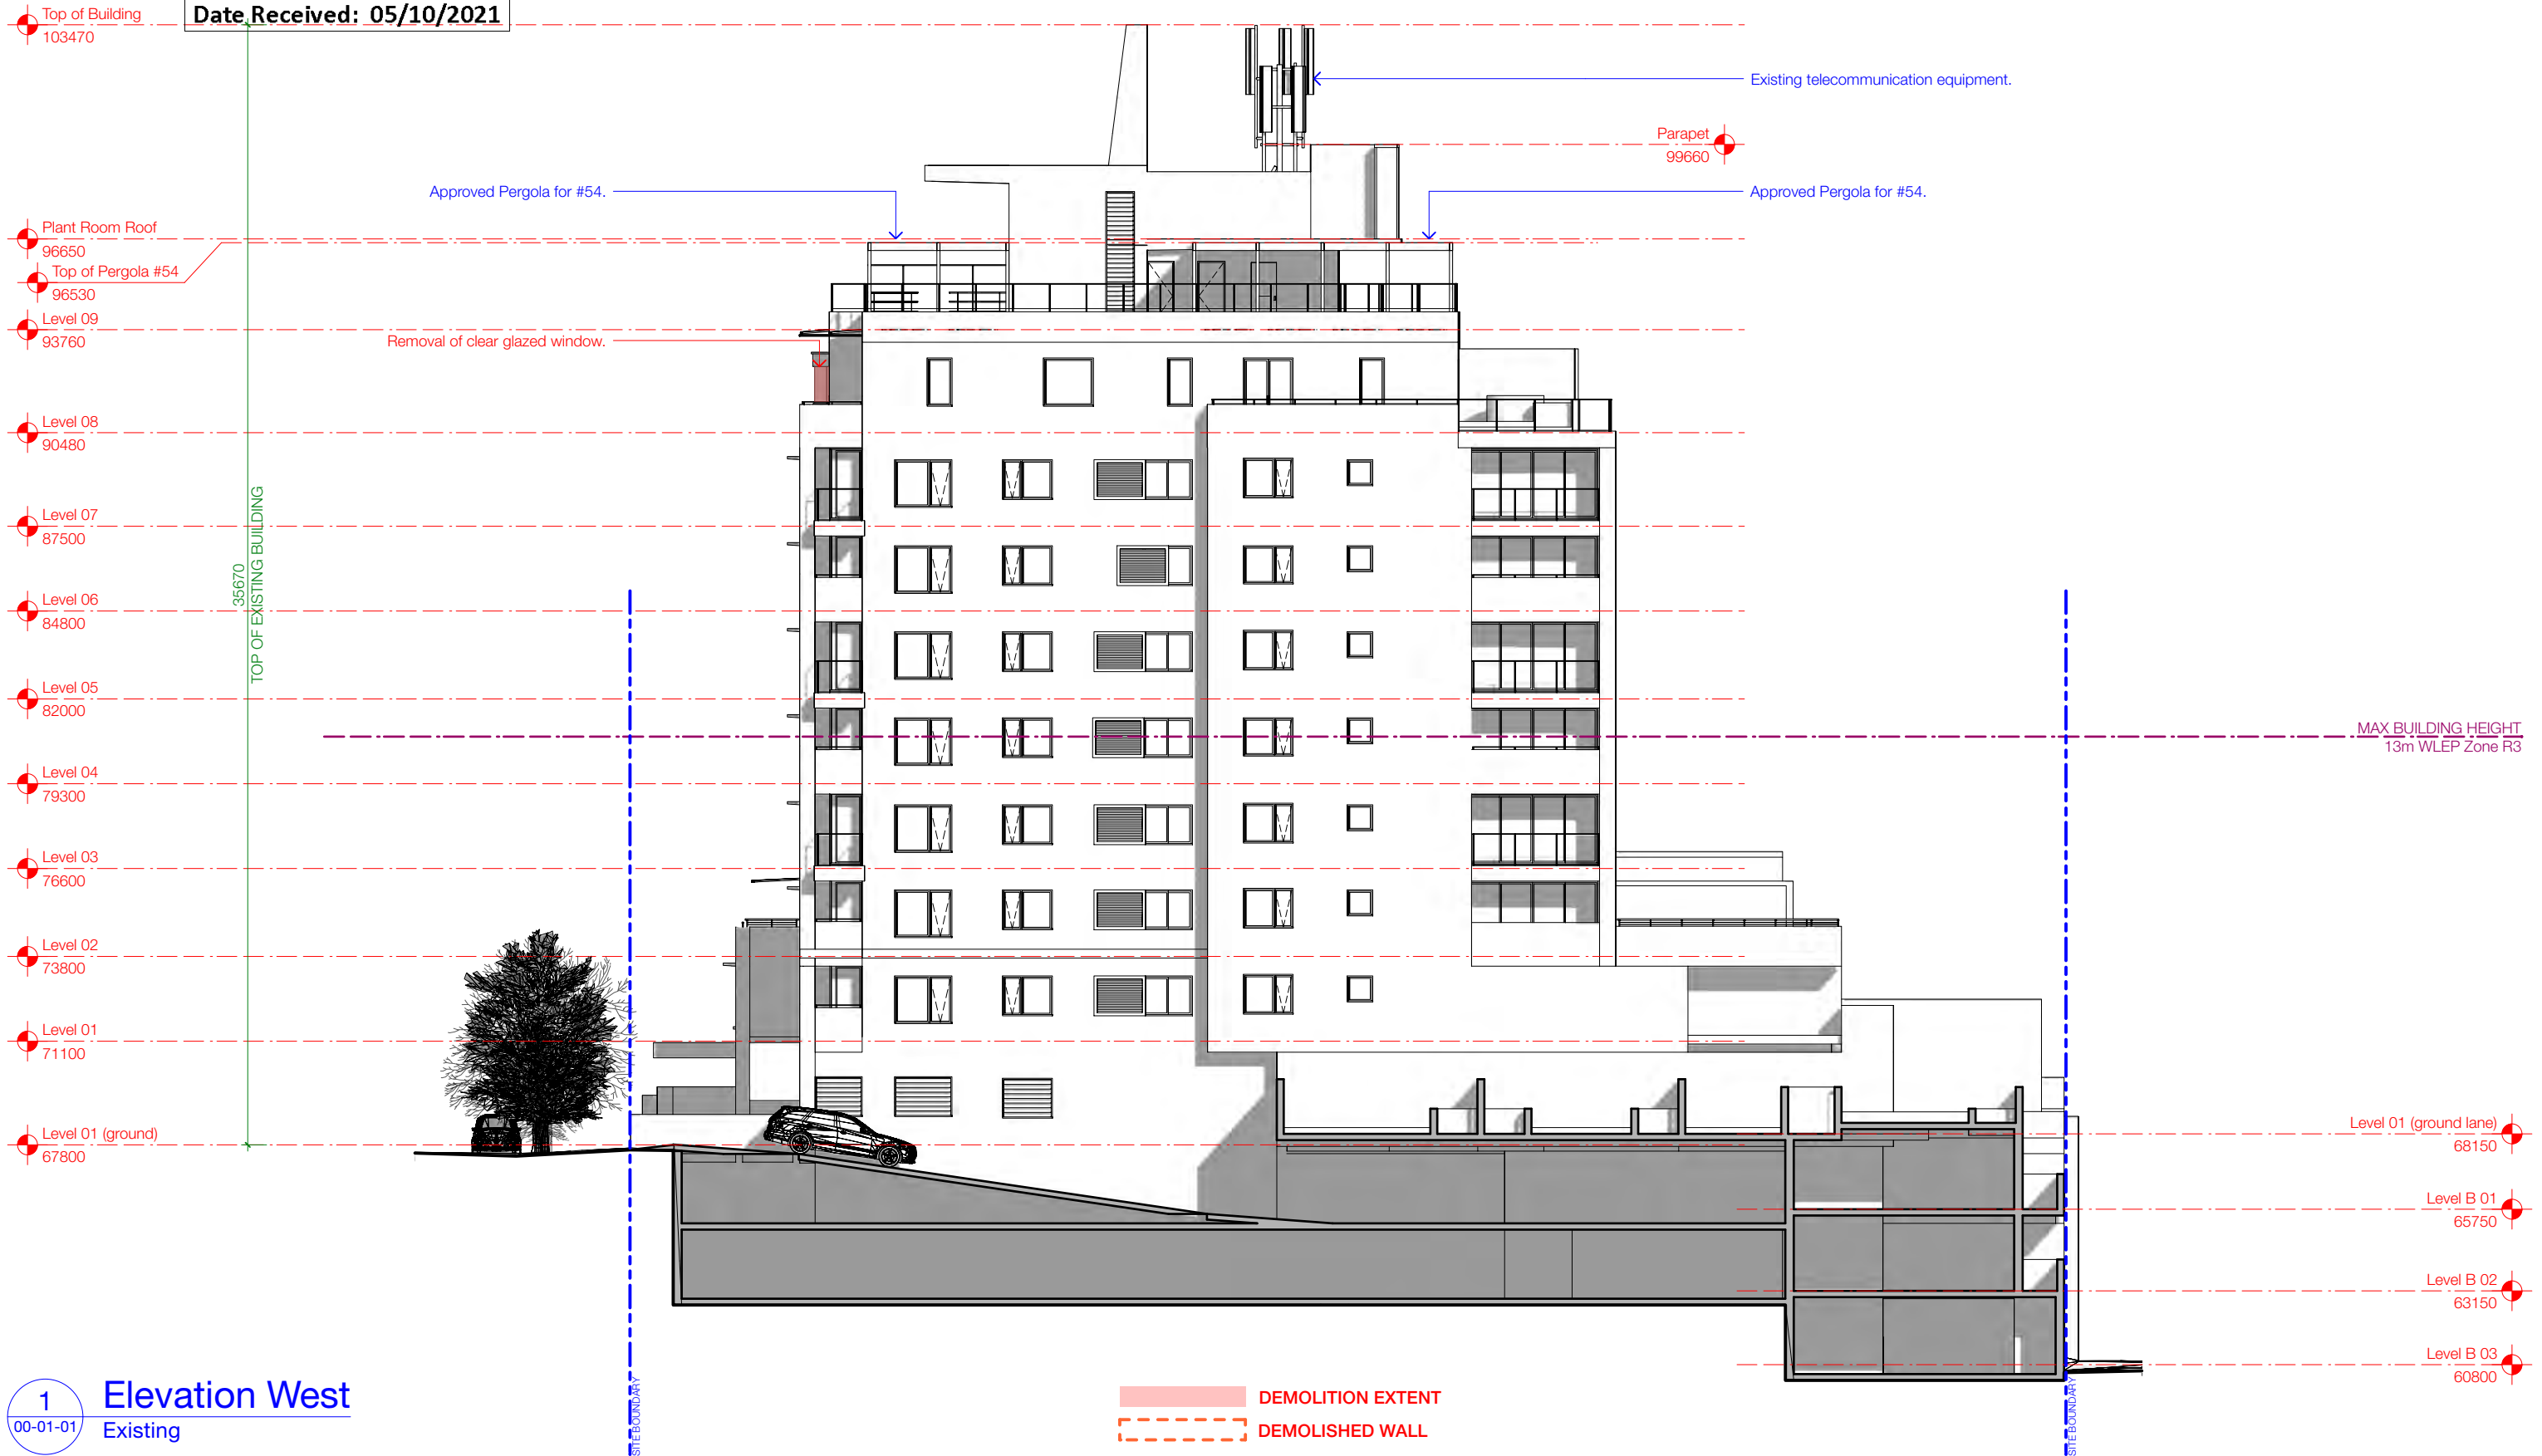 Date Received: 05/10/2021
Top of Building
103470
Existing telecommunication equipment.
Parapet
99660
Approved Pergola for #54.
Approved Pergola for #54.
Plant Room Roof
96650
Top of Pergola #54
96530
Level 09
93760
Removal of clear glazed window.
Level 08
90480
Level 07
87500
35670
TOP OF EXISTING BUILDING
Level 06
84800
Level 05
82000
MAX BUILDING HEIGHT
13m WLEP Zone R3
Level 04
79300
Level 03
76600
Level 02
73800
Level 01
71100
Level 01 (ground)
67800
Level 01 (ground lane)
68150
Level B 01
65750
Level B 02
63150
Level B 03
60800
1
00-01-01
Elevation West
Existing
SITE BOUNDARY
DEMOLITION EXTENT
DEMOLISHED WALL
SITE BOUNDARY